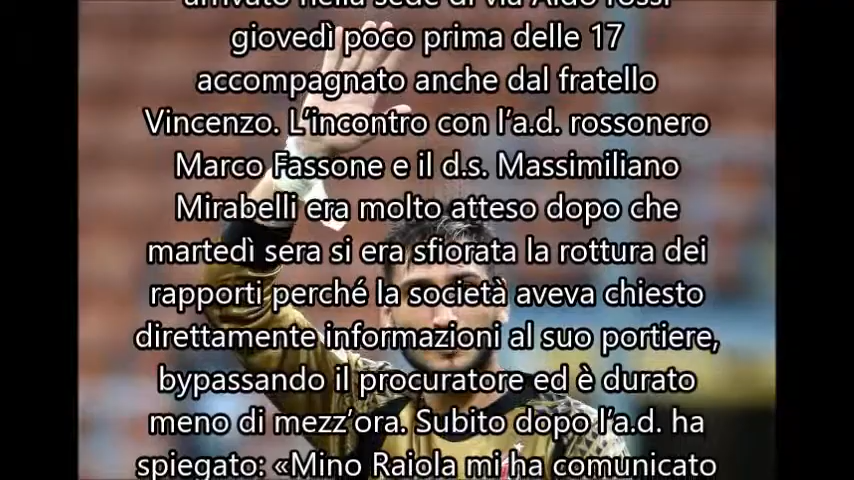 arrivato nella sede di via Aldo rossi
giovedì poco prima delle 17
accompagnato anche dal fratello
Vincenzo. L’incontro con l’a.d. rossonero
Marco Fassone e il d.s. Massimiliano
Mirabelli era molto atteso dopo che
martedì sera si era sfiorata la rottura dei
rapporti perché la società aveva chiesto
direttamente informazioni al suo portiere,
bypassando il procuratore ed è durato
meno di mezz’ora. Subito dopo l’a.d. ha
spiegato: «Mino Raiola mi ha comunicato